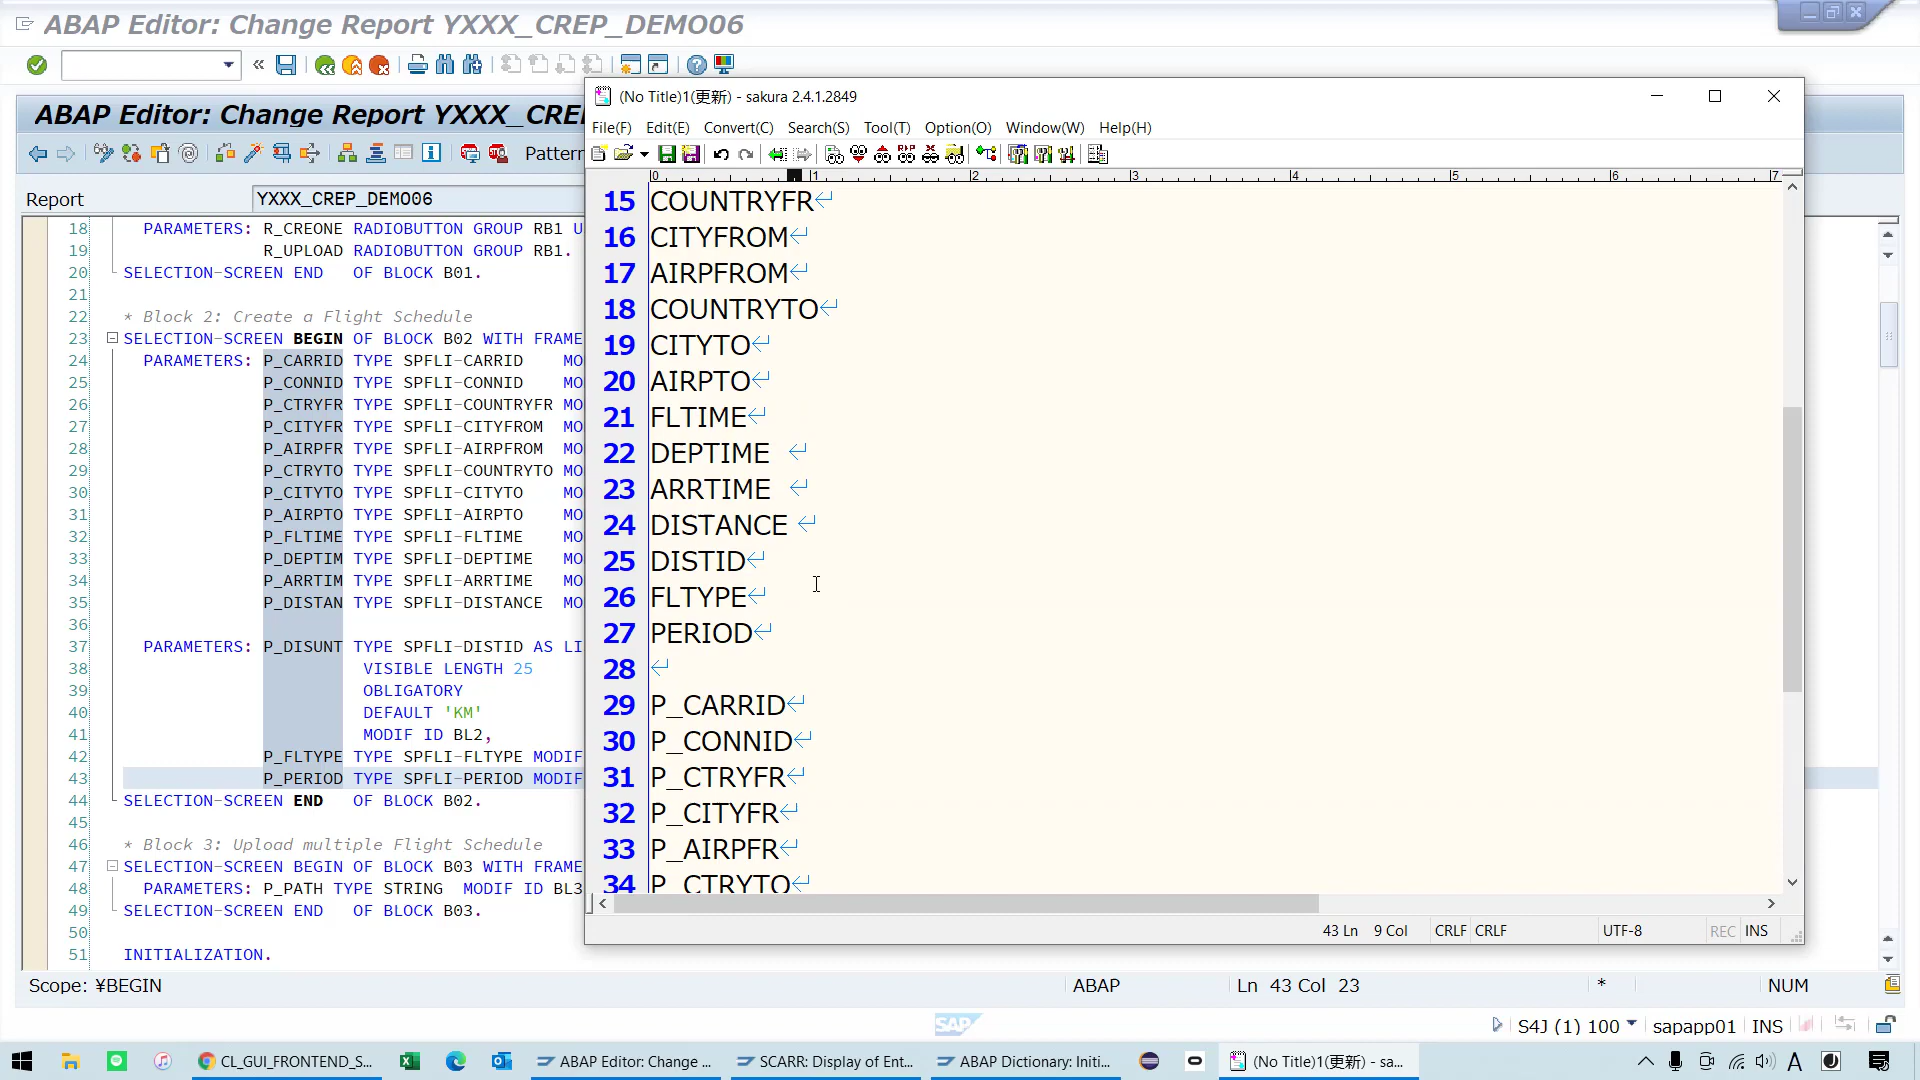 ABAP Editor: Change Report YXXX_CREP_DEMO06
ABAP Editor: Change Report YXXX_CRE
Pattern
Report YXXX_CREP_DEMO06
18 PARAMETERS: R_CREONE RADIOBUTTON GROUP RB1 U
19 R_UPLOAD RADIOBUTTON GROUP RB1.
20 SELECTION-SCREEN END OF BLOCK B01.
21
22 * Block 2: Create a Flight Schedule
23 SELECTION-SCREEN BEGIN OF BLOCK B02 WITH FRAME
24 PARAMETERS: P_CARRID TYPE SPFLI-CARRID MO
25 P_CONNID TYPE SPFLI-CONNID MO
26 P_CTRYFR TYPE SPFLI-COUNTRYFR MO
27 P_CITYFR TYPE SPFLI-CITYFROM MO
28 P_AIRPFR TYPE SPFLI-AIRPFROM MO
29 P_CTRYTO TYPE SPFLI-COUNTRYTO MO
30 P_CITYTO TYPE SPFLI-CITYTO MO
31 P_AIRPTO TYPE SPFLI-AIRPTO MO
32 P_FLTIME TYPE SPFLI-FLTIME MO
33 P_DEPTIM TYPE SPFLI-DEPTIME MO
34 P_ARRTIM TYPE SPFLI-ARRTIME MO
35 P_DISTAN TYPE SPFLI-DISTANCE MO
36
37 PARAMETERS: P_DISUNT TYPE SPFLI-DISTID AS LI
38 VISIBLE LENGTH 25
39 OBLIGATORY
40 DEFAULT 'KM'
41 MODIF ID BL2,
42 P_FLTYPE TYPE SPFLI-FLTYPE MODIF
43 P_PERIOD TYPE SPFLI-PERIOD MODIF
44 SELECTION-SCREEN END OF BLOCK B02.
45
46 * Block 3: Upload multiple Flight Schedule
47 SELECTION-SCREEN BEGIN OF BLOCK B03 WITH FRAME
48 PARAMETERS: P_PATH TYPE STRING MODIF ID BL3
49 SELECTION-SCREEN END OF BLOCK B03.
50
51 INITIALIZATION.
Scope: ¥BEGIN ABAP Ln 43 Col 23 * NUM
(No Title)1(更新) - sakura 2.4.1.2849
File(F) Edit(E) Convert(C) Search(S) Tool(T) Option(O) Window(W) Help(H)
0 1 2 3 4 5 6 7
15 COUNTRYFR
16 CITYFROM
17 AIRPFROM
18 COUNTRYTO
19 CITYTO
20 AIRPTO
21 FLTIME
22 DEPTIME
23 ARRTIME
24 DISTANCE
25 DISTID
26 FLTYPE
27 PERIOD
28
29 P_CARRID
30 P_CONNID
31 P_CTRYFR
32 P_CITYFR
33 P_AIRPFR
34 P_CTRYTO
43 Ln 9 Col CRLF CRLF UTF-8 REC INS
SAP S4J (1) 100 sapapp01 INS
CL_GUI_FRONTEND_S... ABAP Editor: Change ... SCARR: Display of Ent... ABAP Dictionary: Initi... (No Title)1(更新) - sa... A